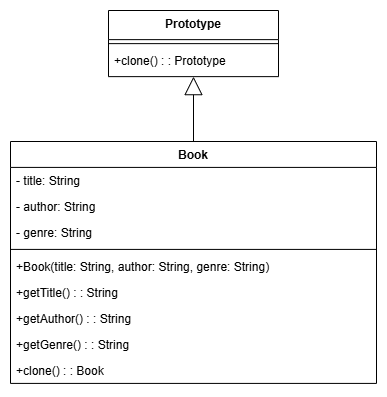 Prototype
+clone() : : Prototype
Book
- title: String
- author: String
- genre: String
+Book(title: String, author: String, genre: String)
+getTitle() : : String
+getAuthor() : : String
+getGenre() : : String
+clone() : : Book